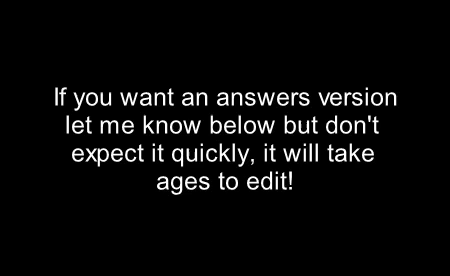 If you want an answers version
let me know below but don't
expect it quickly, it will take
ages to edit!